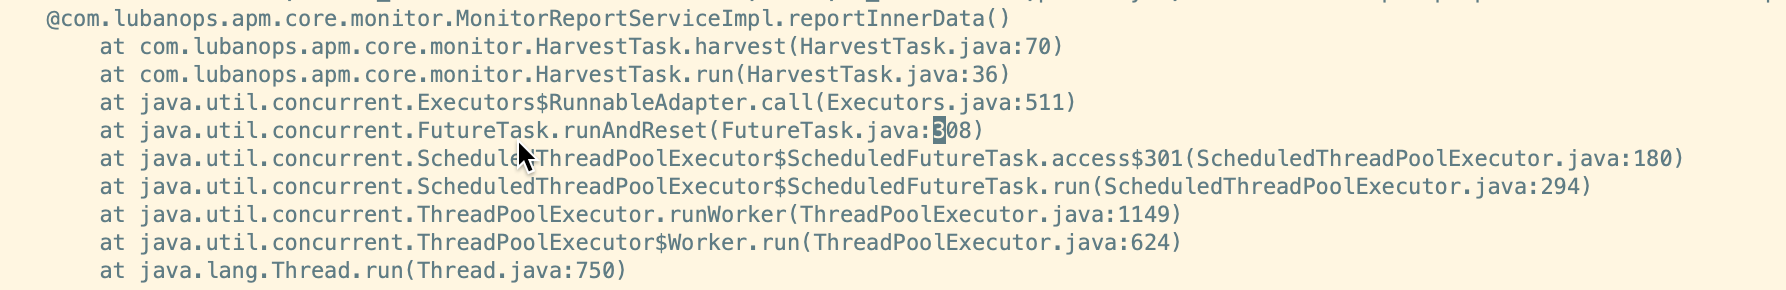 @com.lubanops.apm.core.monitor.MonitorReportServiceImpl.reportInnerData()
at com.lubanops.apm.core.monitor.HarvestTask.harvest(HarvestTask.java:70)
at com.lubanops.apm.core.monitor.HarvestTask.run(HarvestTask.java:36)
at java.util.concurrent.Executors$RunnableAdapter.call(Executors.java:511)
at java.util.concurrent.FutureTask.runAndReset(FutureTask.java:308)
at java.util.concurrent.ScheduledThreadPoolExecutor$ScheduledFutureTask.access$301(ScheduledThreadPoolExecutor.java:180)
at java.util.concurrent.ScheduledThreadPoolExecutor$ScheduledFutureTask.run(ScheduledThreadPoolExecutor.java:294)
at java.util.concurrent.ThreadPoolExecutor.runWorker(ThreadPoolExecutor.java:1149)
at java.util.concurrent.ThreadPoolExecutor$Worker.run(ThreadPoolExecutor.java:624)
at java.lang.Thread.run(Thread.java:750)